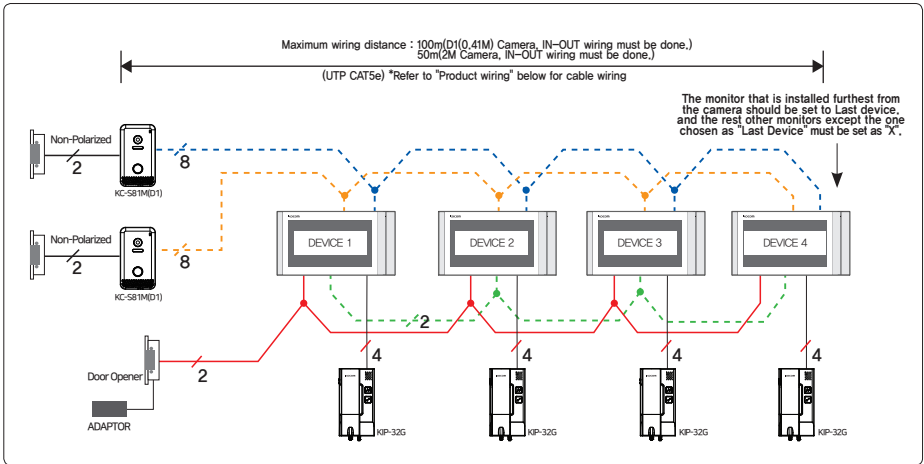 Maximum wiring distance : 100m(D1(0.41M) Camera, IN-OUT wiring must be done.)
50m(2M Camera, IN-OUT wiring must be done.)
(UTP CAT5e) *Refer to "Product wiring" below for cable wiring
The monitor that is installed furthest from
the camera should be set to Last device,
and the rest other monitors except the one
chosen as "Last Device" must be set as "X".
Non-Polarized
2
8
KC-S81M(D1)
Non-Polarized
2
8
KC-S81M(D1)
KOCOM
DEVICE 1
KOCOM
DEVICE 2
KOCOM
DEVICE 3
KOCOM
DEVICE 4
2
2
Door Opener
ADAPTOR
4
KIP-32G
4
KIP-32G
4
KIP-32G
4
KIP-32G